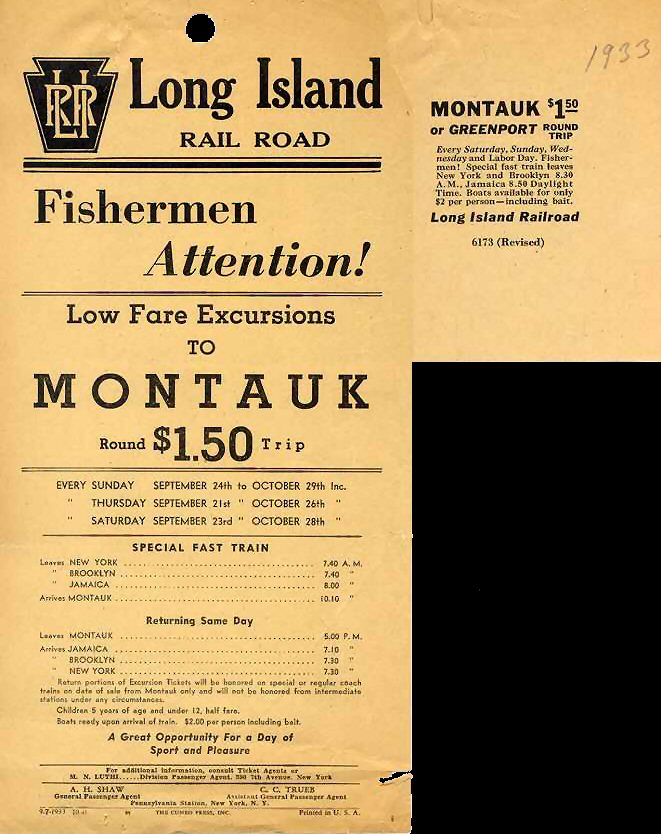 LIRR
Long Island
RAIL ROAD
Fishermen
Attention!
Low Fare Excursions
TO
MONTAUK
Round $1.50 Trip
EVERY SUNDAY SEPTEMBER 24th to OCTOBER 29th Inc.
" THURSDAY SEPTEMBER 21st " OCTOBER 26th "
" SATURDAY SEPTEMBER 23rd " OCTOBER 28th "
SPECIAL FAST TRAIN
Leaves NEW YORK 7.40 A. M.
" BROOKLYN 7.40 "
" JAMAICA 8.00 "
Arrives MONTAUK 10.10 "
Returning Same Day
Leaves MONTAUK 5.00 P. M.
Arrives JAMAICA 7.10 "
" BROOKLYN 7.30 "
" NEW YORK 7.30 "
Return portions of Excursion Tickets will be honored on special or regular coach
trains on date of sale from Montauk only and will not be honored from intermediate
stations under any circumstances.
Children 5 years of age and under 12, half fare.
Boats ready upon arrival of train. $2.00 per person including bait.
A Great Opportunity For a Day of
Sport and Pleasure
For additional information, consult Ticket Agents or
M. N. LUTHI.....Division Passenger Agent, 390 7th Avenue, New York
A. H. SHAW C. C. TRUEB
General Passenger Agent Assistant General Passenger Agent
Pennsylvania Station, New York, N. Y.
9-7-1933 THE CUNEO PRESS, INC. Printed in U. S. A.
1933
MONTAUK $1.50
or GREENPORT ROUND TRIP
Every Saturday, Sunday, Wed-
nesday and Labor Day. Fisher-
men! Special fast train leaves
New York and Brooklyn 8.30
A.M., Jamaica 8.50 Daylight
Time. Boats available for only
$2 per person—including bait.
Long Island Railroad
6173 (Revised)